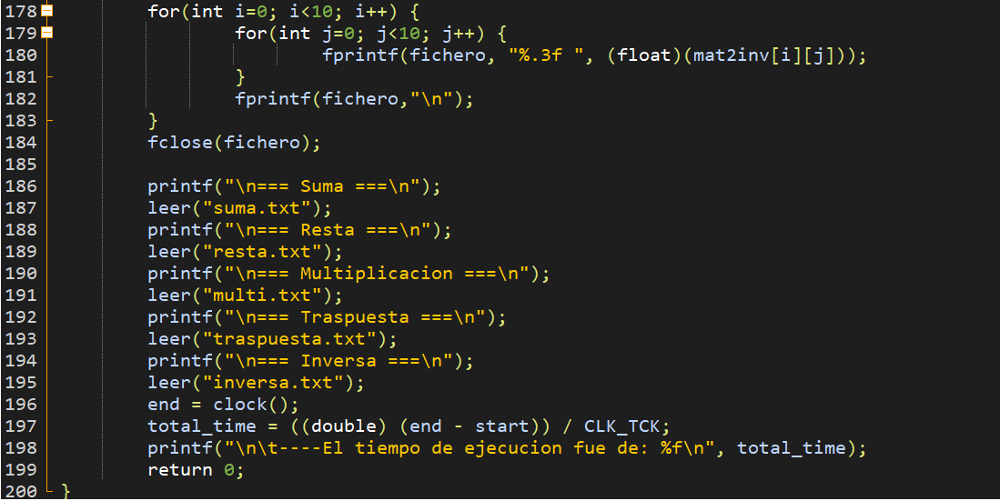 178 for(int i=0; i<10; i++) {
179 for(int j=0; j<10; j++) {
180 fprintf(fichero, "%.3f ", (float)(mat2inv[i][j]));
181 }
182 fprintf(fichero,"\n");
183 }
184 fclose(fichero);
185
186 printf("\n=== Suma ===\n");
187 leer("suma.txt");
188 printf("\n=== Resta ===\n");
189 leer("resta.txt");
190 printf("\n=== Multiplicacion ===\n");
191 leer("multi.txt");
192 printf("\n=== Traspuesta ===\n");
193 leer("traspuesta.txt");
194 printf("\n=== Inversa ===\n");
195 leer("inversa.txt");
196 end = clock();
197 total_time = ((double) (end - start)) / CLK_TCK;
198 printf("\n\t----El tiempo de ejecucion fue de: %f\n", total_time);
199 return 0;
200 }